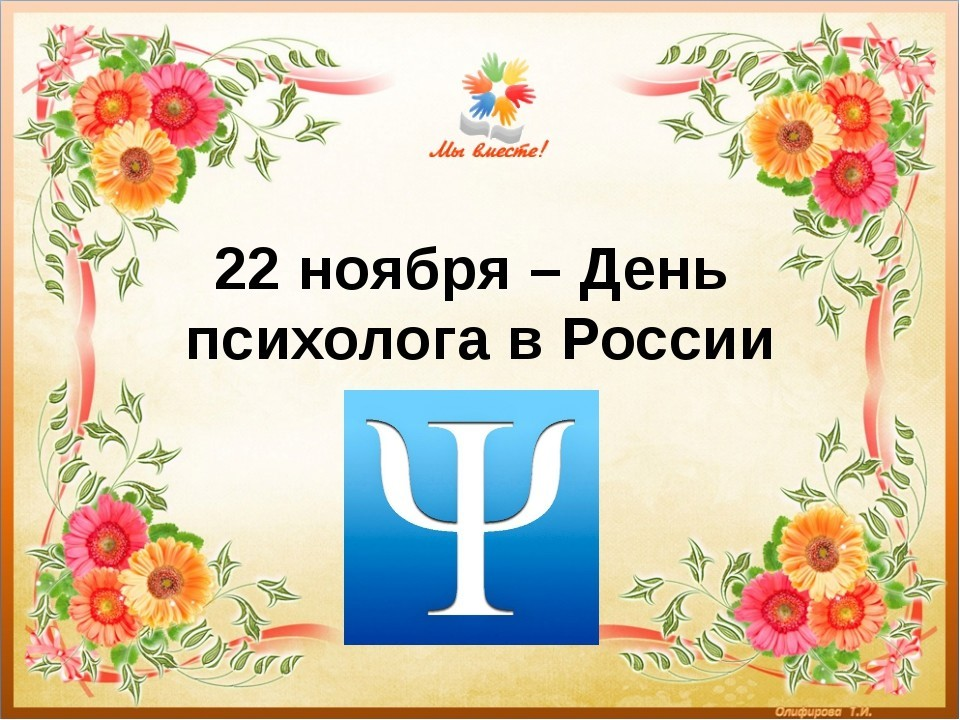 Мы вместе!
22 ноября – День
психолога в России
Ψ
Олифирова Т.И.